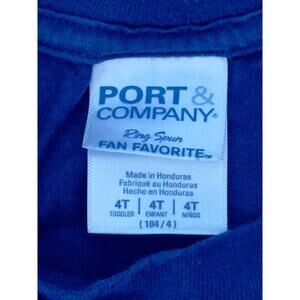 PORT &
COMPANY®
Ring Spun
FAN FAVORITE™
Made in Honduras
Fabriqué au Honduras
Hecho en Honduras
4T 4T 4T
TODDLER ENFANT NIÑOS
(104/4)